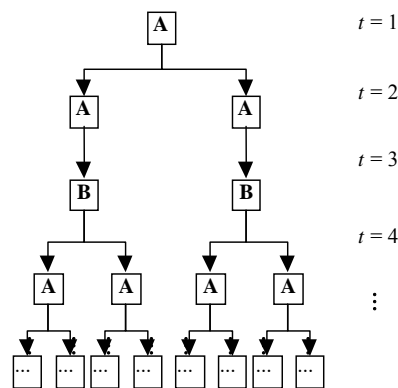 A t = 1
A A t = 2
t = 3
B B
t = 4
A A A A
⋮
... ... ... ... ... ... ... ...